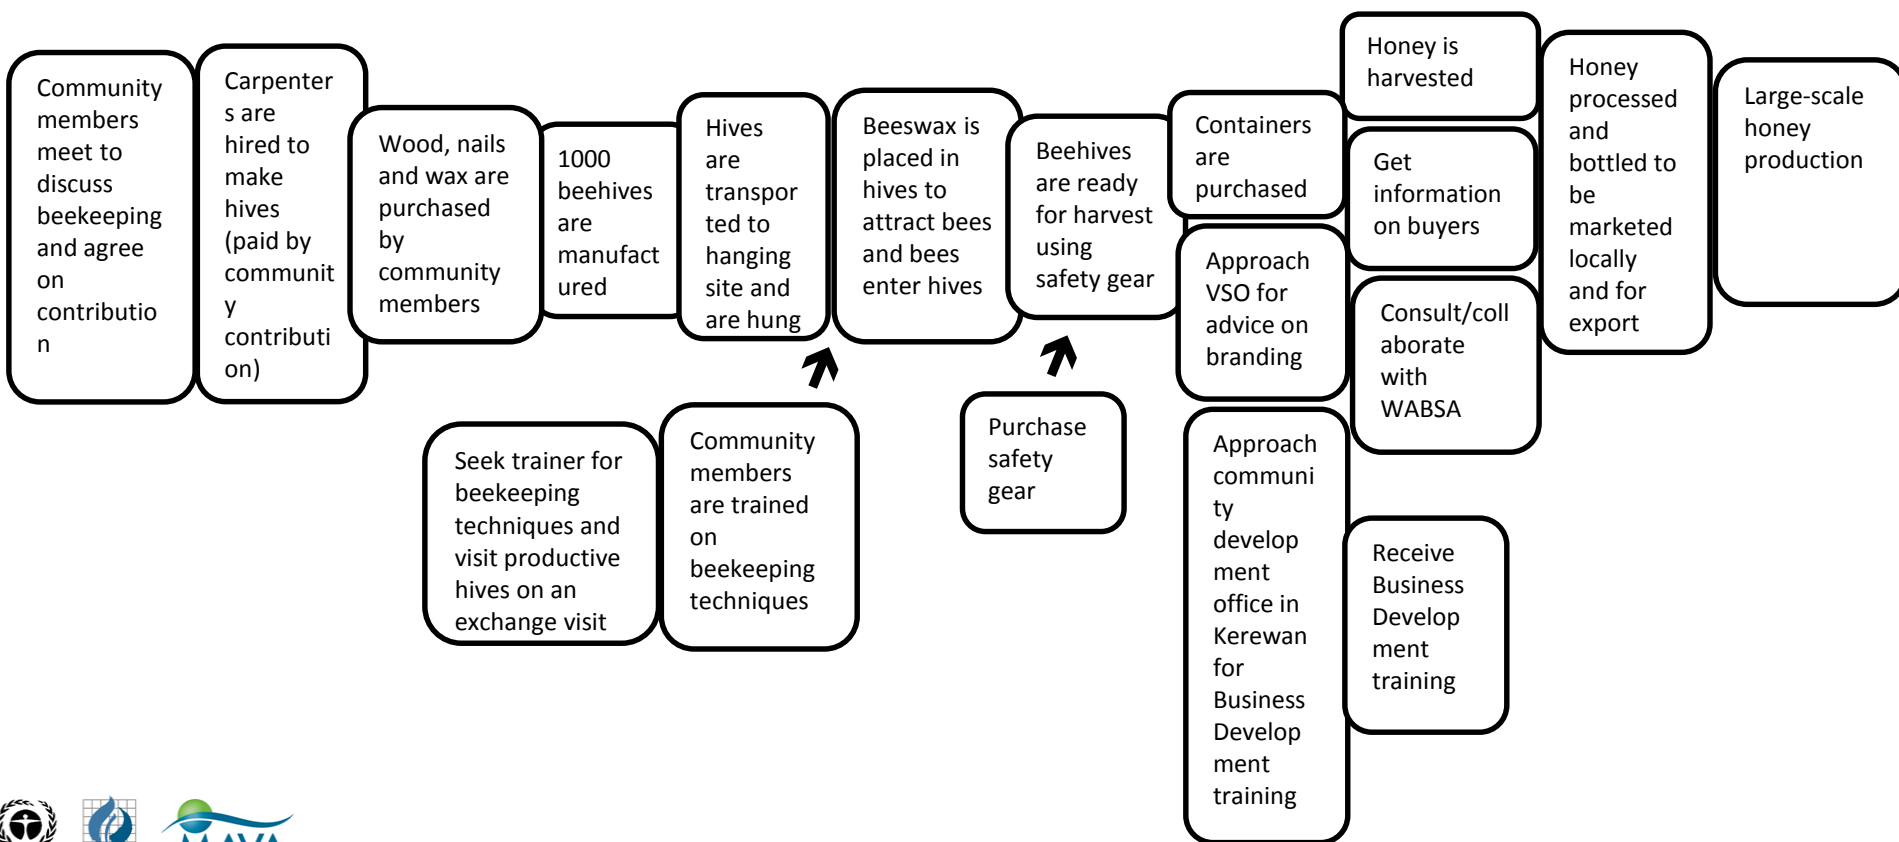 Community
members
meet to
discuss
beekeeping
and agree
on
contributio
n
Carpenter
s are
hired to
make
hives
(paid by
communit
y
contributi
on)
Wood, nails
and wax are
purchased
by
community
members
1000
beehives
are
manufact
ured
Hives
are
transpor
ted to
hanging
site and
are hung
Beeswax is
placed in
hives to
attract bees
and bees
enter hives
Beehives
are ready
for harvest
using
safety gear
Containers
are
purchased
Approach
VSO for
advice on
branding
Approach
communi
ty
develop
ment
office in
Kerewan
for
Business
Develop
ment
training
Honey is
harvested
Get
information
on buyers
Consult/coll
aborate
with
WABSA
Receive
Business
Develop
ment
training
Honey
processed
and
bottled to
be
marketed
locally
and for
export
Large-scale
honey
production
Seek trainer for
beekeeping
techniques and
visit productive
hives on an
exchange visit
Community
members
are trained
on
beekeeping
techniques
Purchase
safety
gear
MAVA